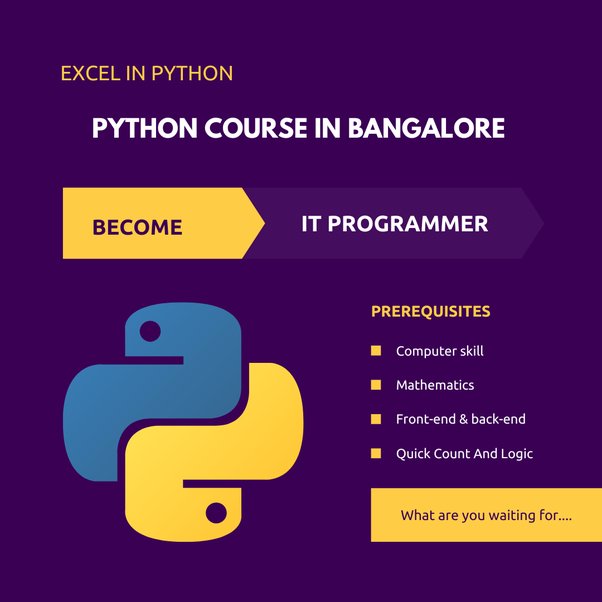 EXCEL IN PYTHON
PYTHON COURSE IN BANGALORE
BECOME
IT PROGRAMMER
PREREQUISITES
Computer skill
Mathematics
Front-end & back-end
Quick Count And Logic
What are you waiting for....